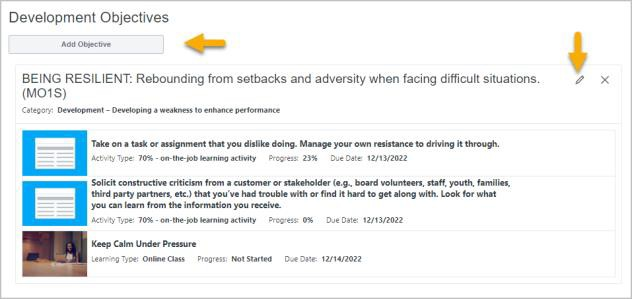 Development Objectives
Add Objective
BEING RESILIENT: Rebounding from setbacks and adversity when facing difficult situations.
(MO1S)
Category: Development – Developing a weakness to enhance performance
Take on a task or assignment that you dislike doing. Manage your own resistance to driving it through.
Activity Type: 70% - on-the-job learning activity Progress: 23% Due Date: 12/13/2022
Solicit constructive criticism from a customer or stakeholder (e.g., board volunteers, staff, youth, families,
third party partners, etc.) that you've had trouble with or find it hard to get along with. Look for what
you can learn from the information you receive.
Activity Type: 70% - on-the-job learning activity Progress: 0% Due Date: 12/13/2022
Keep Calm Under Pressure
Learning Type: Online Class Progress: Not Started Due Date: 12/14/2022